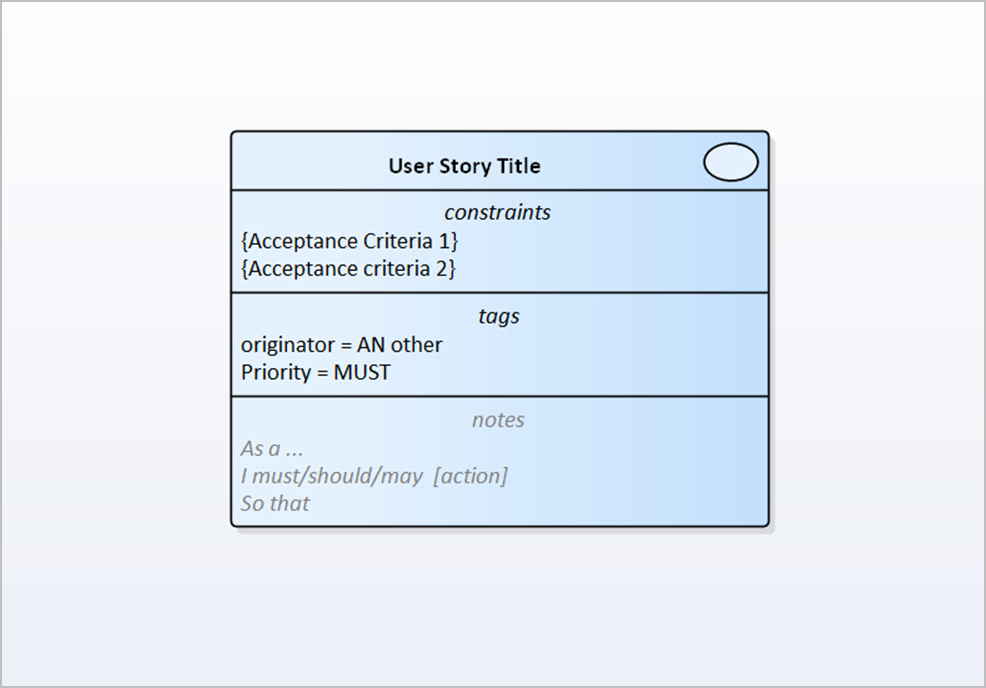 User Story Title
constraints
{Acceptance Criteria 1}
{Acceptance criteria 2}
tags
originator = AN other
Priority = MUST
notes
As a ...
I must/should/may  [action]
So that